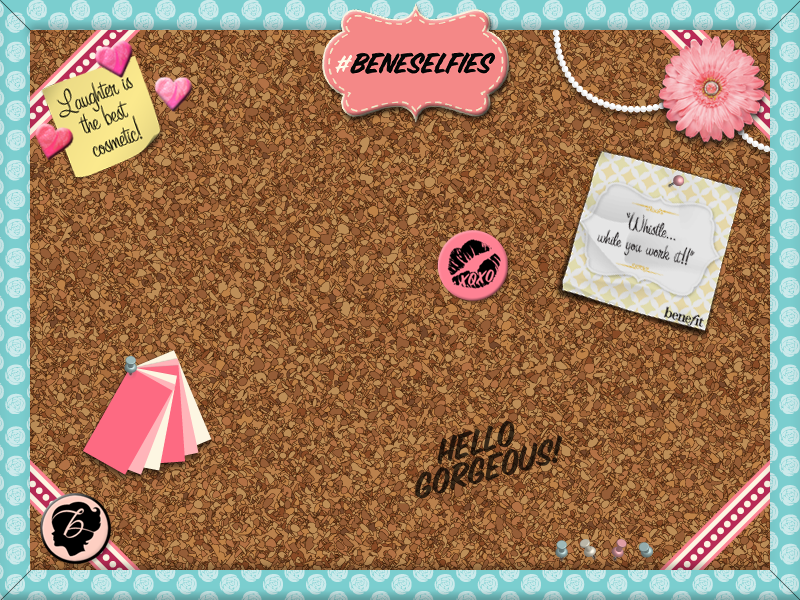 #BENESELFIES
Laughter is
the best
cosmetic!
"Whistle...
while you work it!!"
benefit
XOXO
HELLO
GORGEOUS!
b